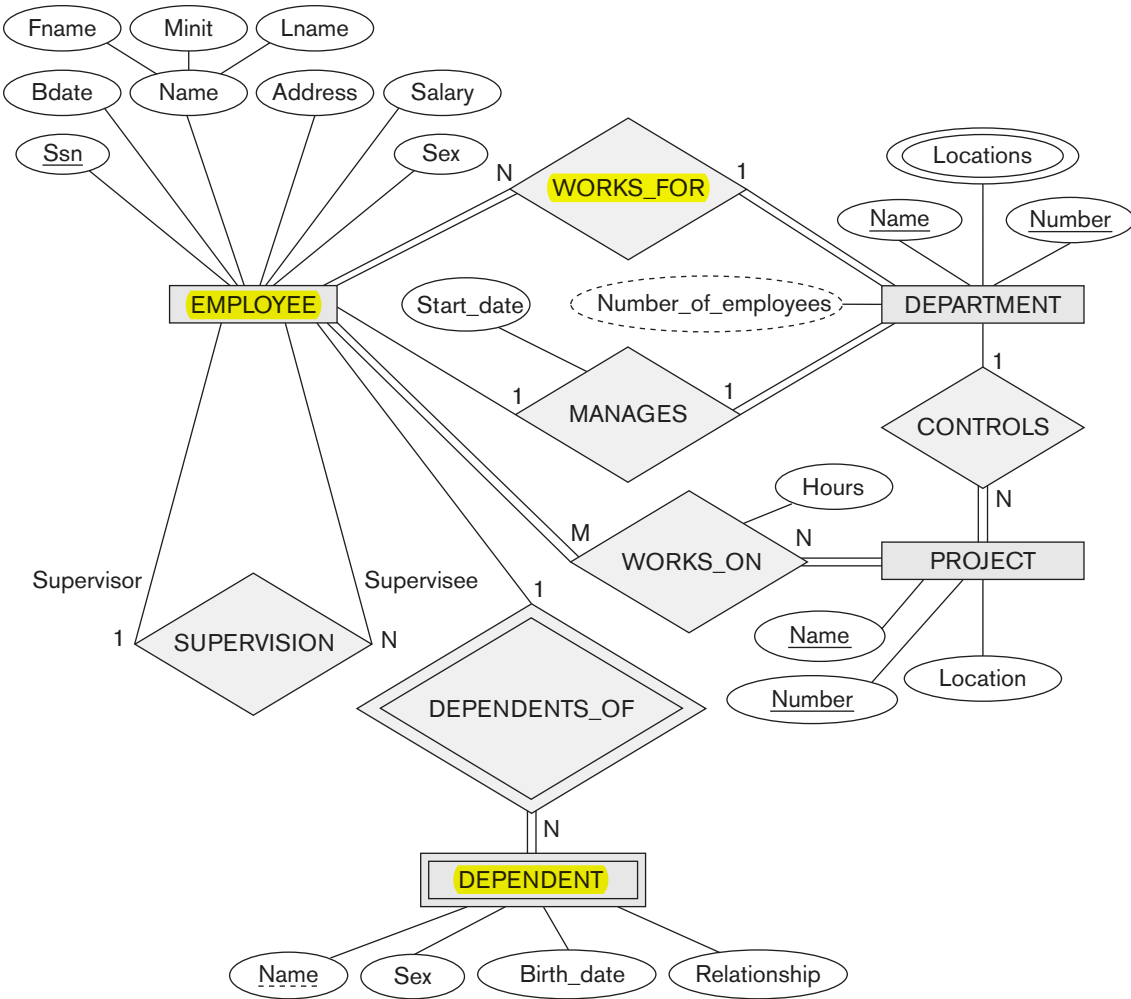 Fname
Minit
Lname
Bdate
Name
Address
Salary
Ssn
Sex
N
WORKS_FOR
1
Locations
Name
Number
EMPLOYEE
Start_date
Number_of_employees
DEPARTMENT
1
MANAGES
1
1
CONTROLS
N
Hours
M
WORKS_ON
N
PROJECT
Supervisor
Supervisee
1
SUPERVISION
N
1
Name
Number
Location
DEPENDENTS_OF
N
DEPENDENT
Name
Sex
Birth_date
Relationship